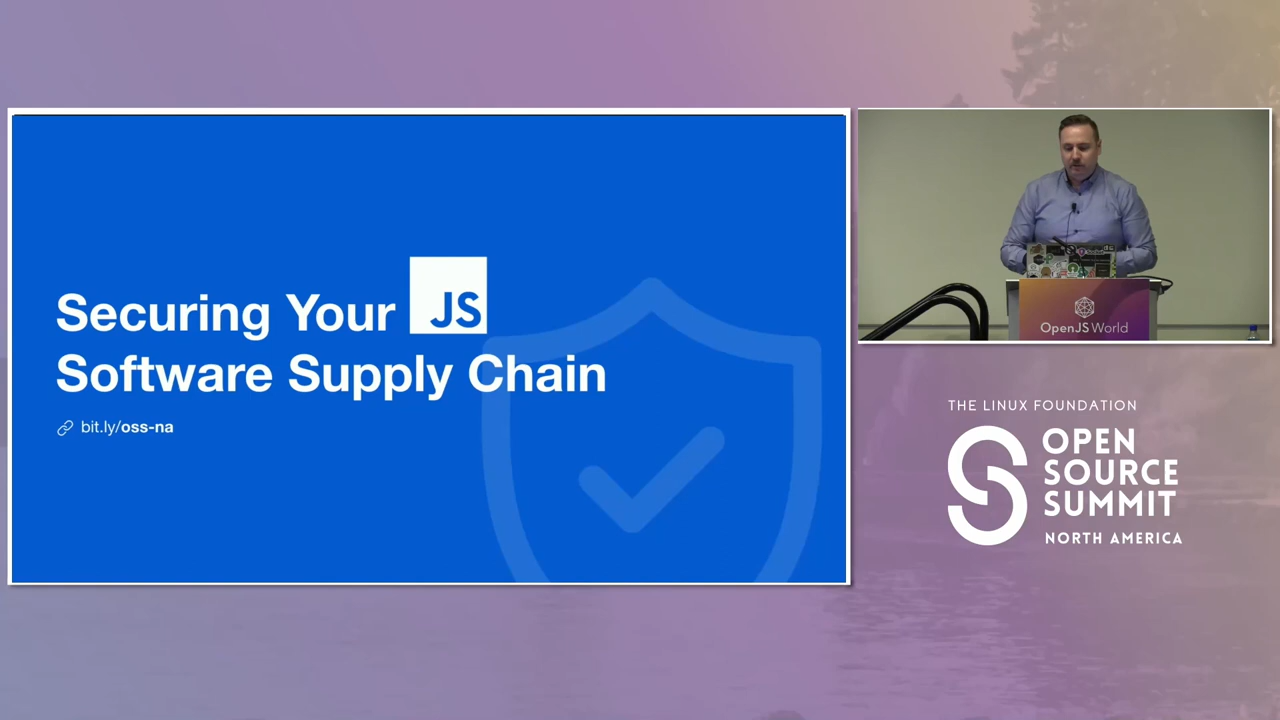 Securing Your JS
Software Supply Chain
bit.ly/oss-na
OpenJS World
THE LINUX FOUNDATION
OPEN
SOURCE
SUMMIT
NORTH AMERICA